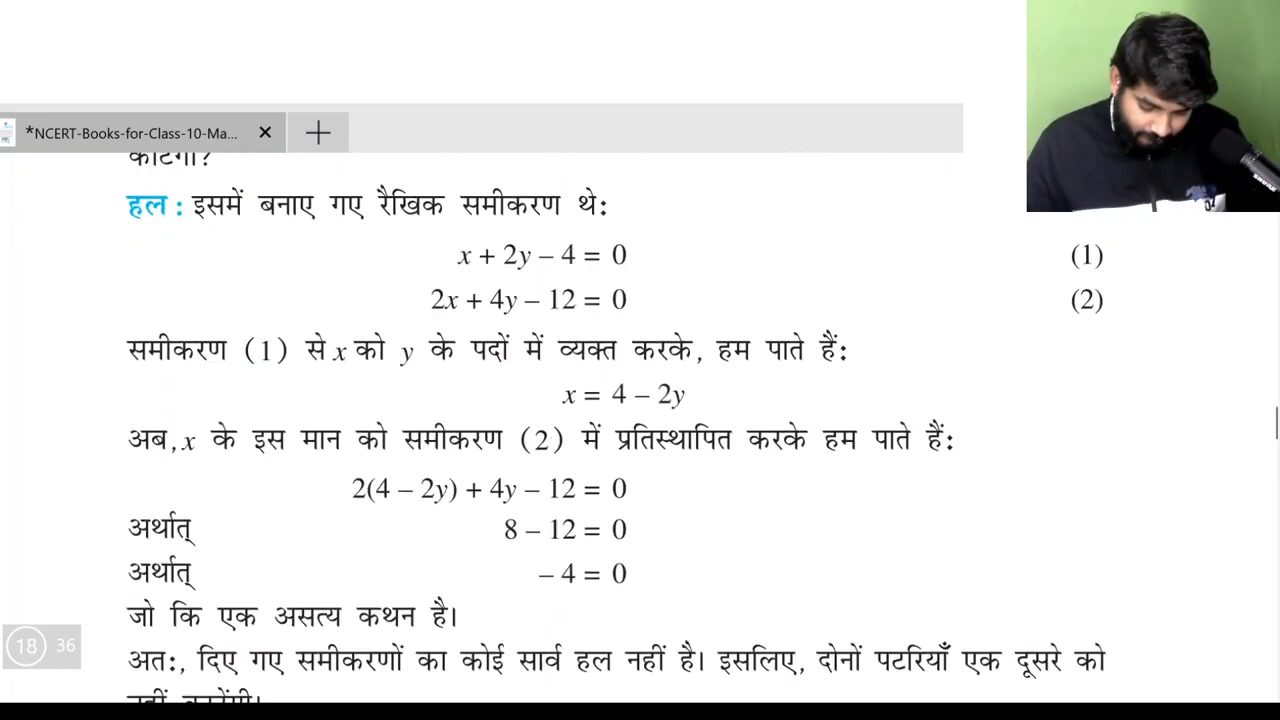 *NCERT-Books-for-Class-10-Ma...
हल : इसमें बनाए गए रैखिक समीकरण थे:
x + 2y – 4 = 0 (1)
2x + 4y – 12 = 0 (2)
समीकरण (1) से x को y के पदों में व्यक्त करके, हम पाते हैं:
x = 4 – 2y
अब, x के इस मान को समीकरण (2) में प्रतिस्थापित करके हम पाते हैं:
2(4 – 2y) + 4y – 12 = 0
अर्थात् 8 – 12 = 0
अर्थात् – 4 = 0
जो कि एक असत्य कथन है।
18 36
अत:, दिए गए समीकरणों का कोई सार्व हल नहीं है। इसलिए, दोनों पटरियाँ एक दूसरे को